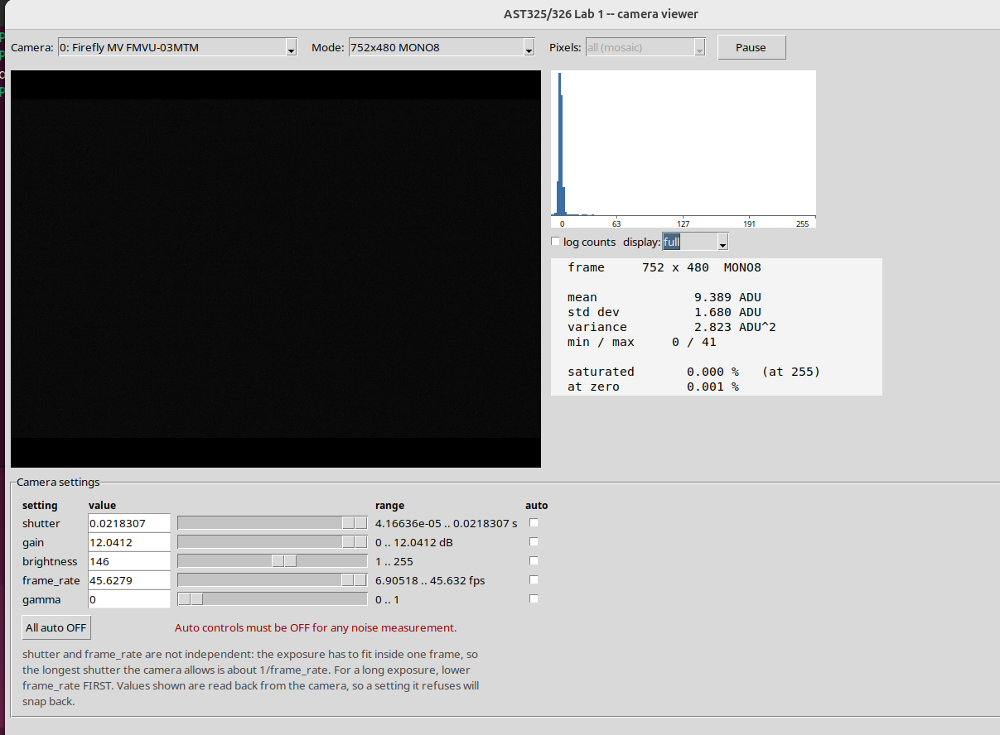 AST325/326 Lab 1 -- camera viewer
Camera: 0: Firefly MV FMVU-03MTM Mode: 752x480 MONO8 Pixels: all (mosaic) Pause
0 63 127 191 255
log counts display: full
frame 752 x 480 MONO8
mean 9.389 ADU
std dev 1.680 ADU
variance 2.823 ADU^2
min / max 0 / 41
saturated 0.000 % (at 255)
at zero 0.001 %
Camera settings
setting value range auto
shutter 0.0218307 4.16636e-05 .. 0.0218307 s
gain 12.0412 0 .. 12.0412 dB
brightness 146 1 .. 255
frame_rate 45.6279 6.90518 .. 45.632 fps
gamma 0 0 .. 1
All auto OFF Auto controls must be OFF for any noise measurement.
shutter and frame_rate are not independent: the exposure has to fit inside one frame, so
the longest shutter the camera allows is about 1/frame_rate. For a long exposure, lower
frame_rate FIRST. Values shown are read back from the camera, so a setting it refuses will
snap back.